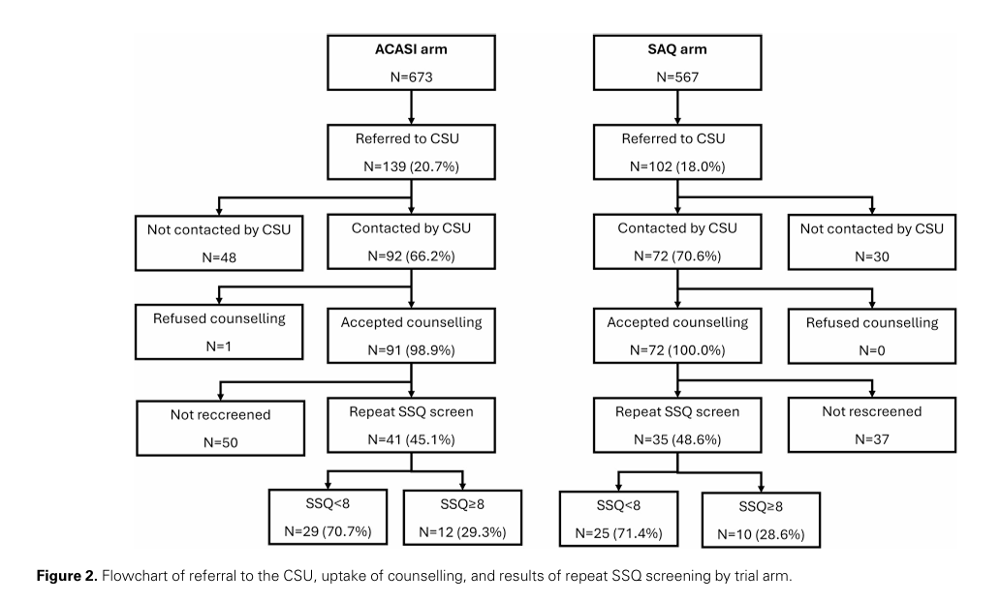 ACASI arm
N=673
SAQ arm
N=567
Referred to CSU
N=139 (20.7%)
Referred to CSU
N=102 (18.0%)
Not contacted by CSU
N=48
Contacted by CSU
N=92 (66.2%)
Contacted by CSU
N=72 (70.6%)
Not contacted by CSU
N=30
Refused counselling
N=1
Accepted counselling
N=91 (98.9%)
Accepted counselling
N=72 (100.0%)
Refused counselling
N=0
Not reccreened
N=50
Repeat SSQ screen
N=41 (45.1%)
Repeat SSQ screen
N=35 (48.6%)
Not rescreened
N=37
SSQ<8
N=29 (70.7%)
SSQ≥8
N=12 (29.3%)
SSQ<8
N=25 (71.4%)
SSQ≥8
N=10 (28.6%)
Figure 2. Flowchart of referral to the CSU, uptake of counselling, and results of repeat SSQ screening by trial arm.